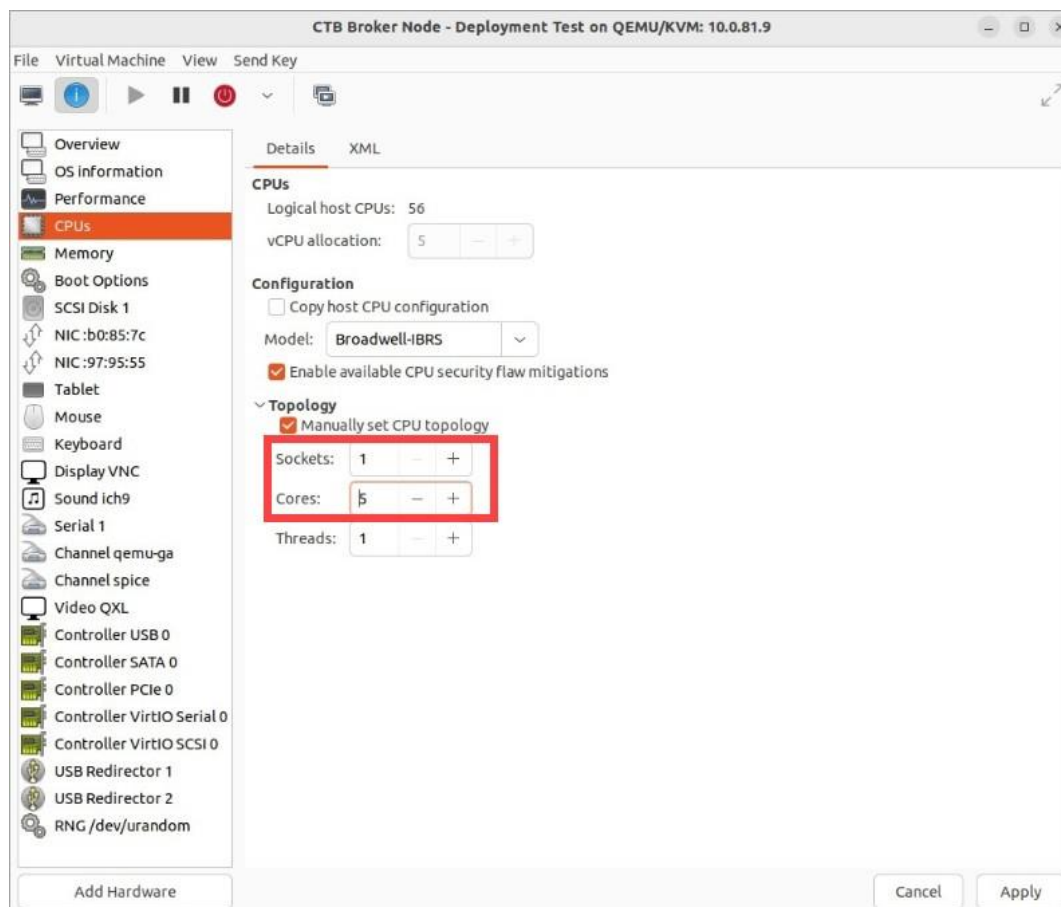 CTB Broker Node - Deployment Test on QEMU/KVM: 10.0.81.9
File Virtual Machine View Send Key
Overview
OS information
Performance
CPUs
Memory
Boot Options
SCSI Disk 1
NIC :b0:85:7c
NIC :97:95:55
Tablet
Mouse
Keyboard
Display VNC
Sound ich9
Serial 1
Channel qemu-ga
Channel spice
Video QXL
Controller USB 0
Controller SATA 0
Controller PCIe 0
Controller VirtIO Serial 0
Controller VirtIO SCSI 0
USB Redirector 1
USB Redirector 2
RNG /dev/urandom
Add Hardware
Details XML
CPUs
Logical host CPUs: 56
vCPU allocation: 5
Configuration
Copy host CPU configuration
Model: Broadwell-IBRS
Enable available CPU security flaw mitigations
Topology
Manually set CPU topology
Sockets: 1
Cores: 5
Threads: 1
Cancel Apply